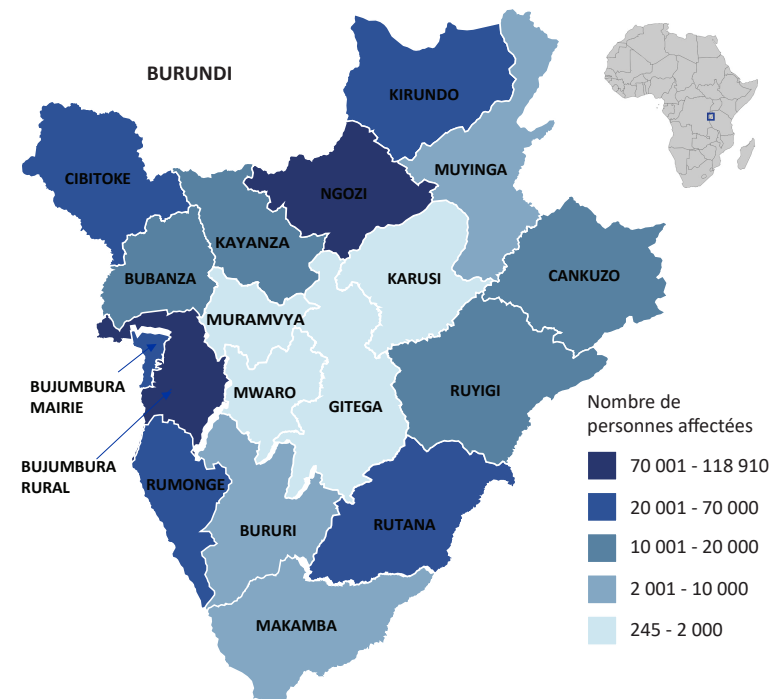 BURUNDI
KIRUNDO
MUYINGA
CIBITOKE
NGOZI
KAYANZA
BUBANZA
KARUSI
CANKUZO
MURAMVYA
BUJUMBURA
MAIRIE
MWARO
GITEGA
RUYIGI
BUJUMBURA
RURAL
RUMONGE
BURURI
RUTANA
MAKAMBA
Nombre de
personnes affectées
70 001 - 118 910
20 001 - 70 000
10 001 - 20 000
2 001 - 10 000
245 - 2 000